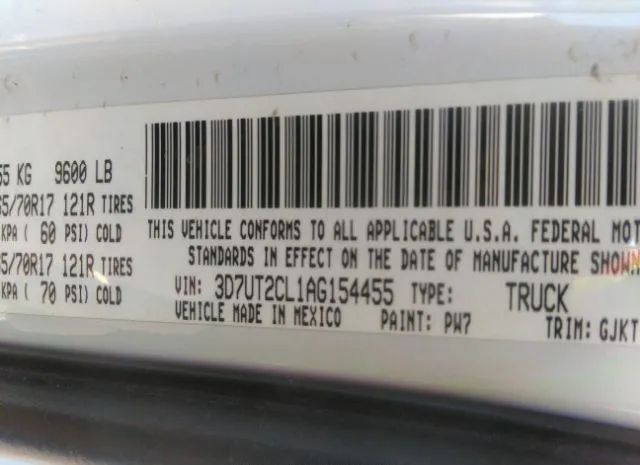 55 KG 9600 LB
65/70R17 121R TIRES
KPA ( 60 PSI) COLD
5/70R17 121R TIRES
KPA ( 70 PSI) COLD
THIS VEHICLE CONFORMS TO ALL APPLICABLE U.S.A. FEDERAL MOT
STANDARDS IN EFFECT ON THE DATE OF MANUFACTURE SHOWN
VIN: 3D7UT2CL1AG154455 TYPE: TRUCK
VEHICLE MADE IN MEXICO PAINT: PW7 TRIM: GJKT